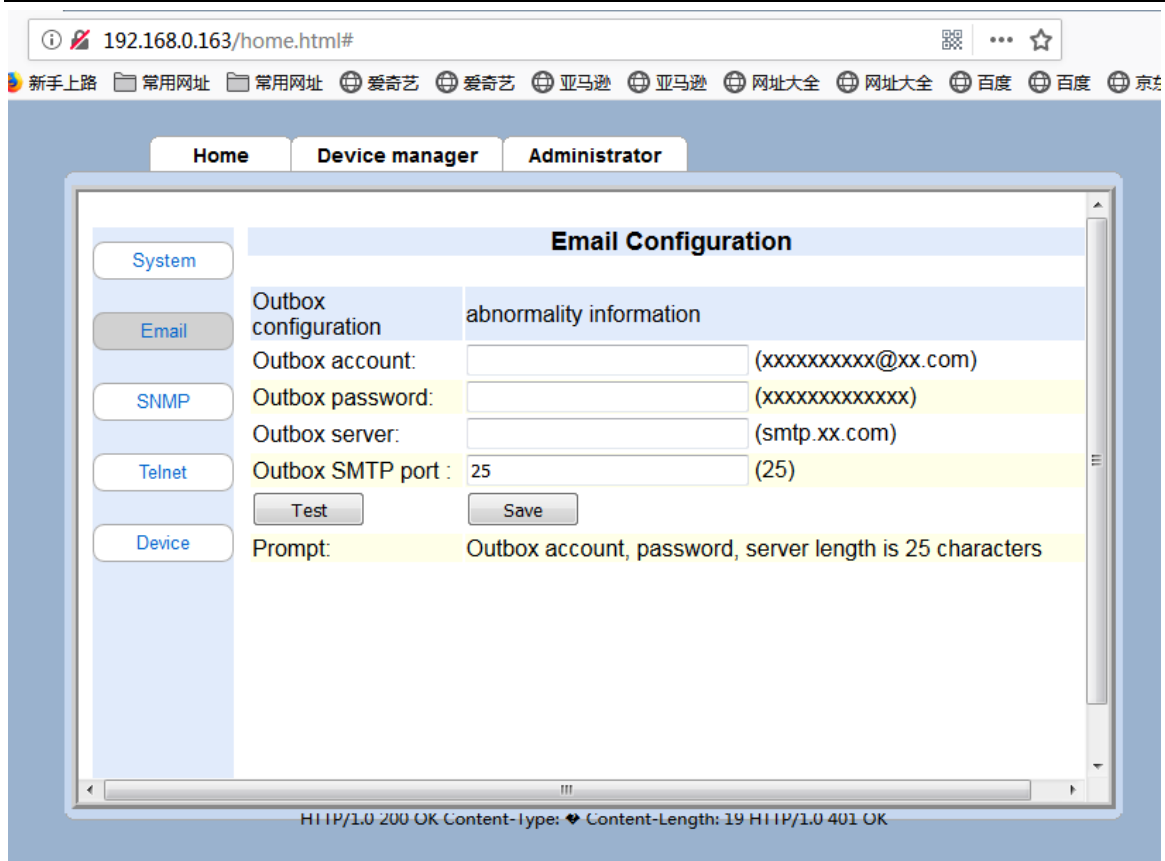 192.168.0.163/home.html#
新手上路 常用网址 常用网址 爱奇艺 爱奇艺 亚马逊 亚马逊 网址大全 网址大全 百度 百度
Home Device manager Administrator
Email Configuration
System
Outbox configuration abnormality information
Email
Outbox account: (xxxxxxxxxx@xx.com)
SNMP
Outbox password: (xxxxxxxxxxxxx)
Outbox server: (smtp.xx.com)
Telnet
Outbox SMTP port : 25 (25)
Test Save
Device
Prompt: Outbox account, password, server length is 25 characters
HTTP/1.0 200 OK Content-Type: � Content-Length: 19 HTTP/1.0 401 OK